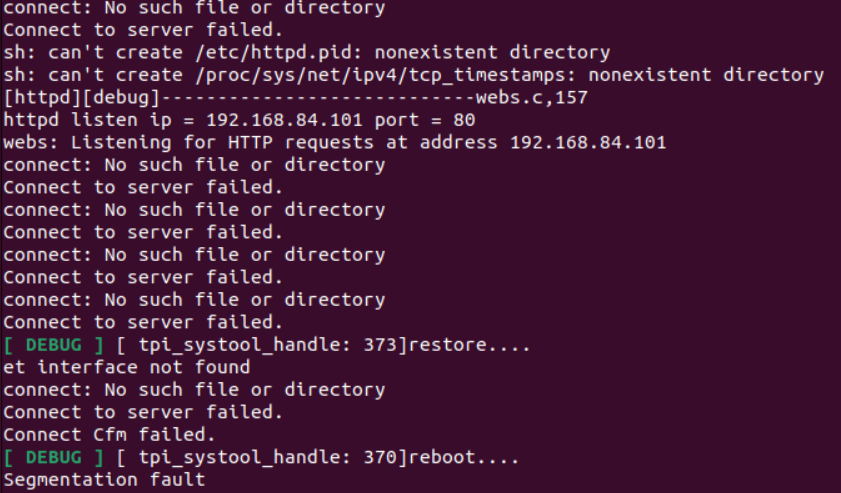 connect: No such file or directory
Connect to server failed.
sh: can't create /etc/httpd.pid: nonexistent directory
sh: can't create /proc/sys/net/ipv4/tcp_timestamps: nonexistent directory
[httpd][debug]----------------------------webs.c,157
httpd listen ip = 192.168.84.101 port = 80
webs: Listening for HTTP requests at address 192.168.84.101
connect: No such file or directory
Connect to server failed.
connect: No such file or directory
Connect to server failed.
connect: No such file or directory
Connect to server failed.
connect: No such file or directory
Connect to server failed.
[ DEBUG ] [ tpi_systool_handle: 373]restore....
et interface not found
connect: No such file or directory
Connect to server failed.
Connect Cfm failed.
[ DEBUG ] [ tpi_systool_handle: 370]reboot....
Segmentation fault